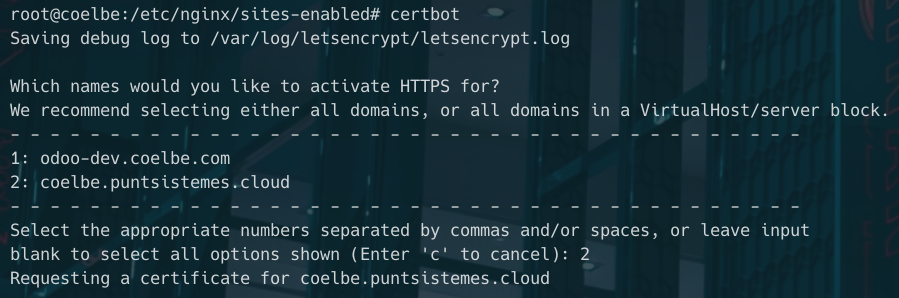 root@coelbe:/etc/nginx/sites-enabled# certbot
Saving debug log to /var/log/letsencrypt/letsencrypt.log
Which names would you like to activate HTTPS for?
We recommend selecting either all domains, or all domains in a VirtualHost/server block.
- - - - - - - - - - - - - - - - - - - - - - - - - - - - - - - - - - - - - - - -
1: odoo-dev.coelbe.com
2: coelbe.puntsistemes.cloud
- - - - - - - - - - - - - - - - - - - - - - - - - - - - - - - - - - - - - - - -
Select the appropriate numbers separated by commas and/or spaces, or leave input
blank to select all options shown (Enter 'c' to cancel): 2
Requesting a certificate for coelbe.puntsistemes.cloud